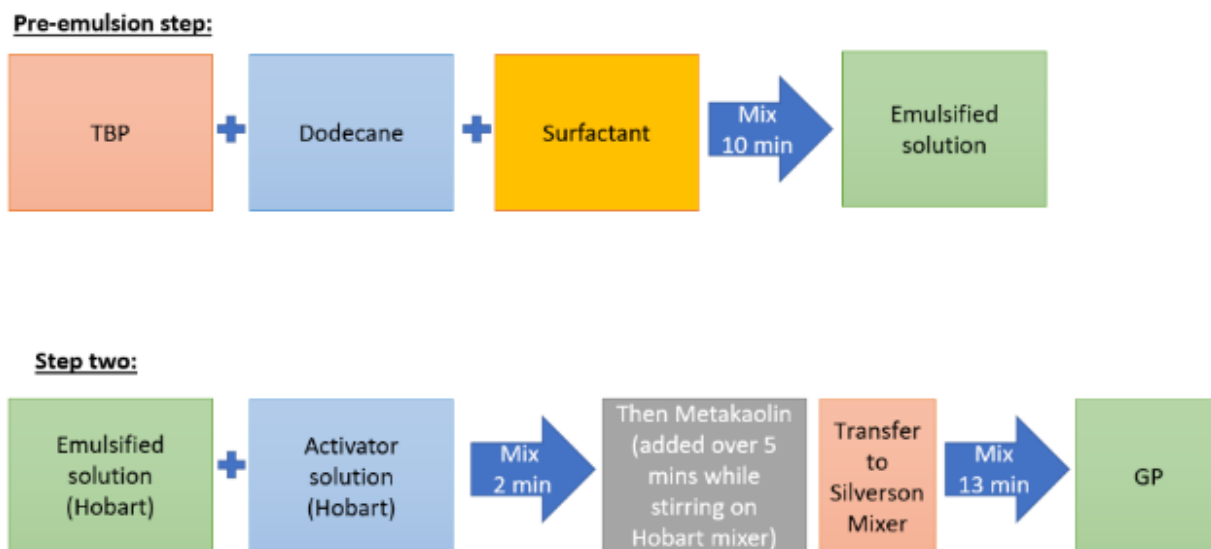 Pre-emulsion step:
TBP
Dodecane
Surfactant
Mix
10 min
Emulsified
solution
Step two:
Emulsified
solution
(Hobart)
Activator
solution
(Hobart)
Mix
2 min
Then Metakaolin
(added over 5
mins while
stirring on
Hobart mixer)
Transfer
to
Silverson
Mixer
Mix
13 min
GP